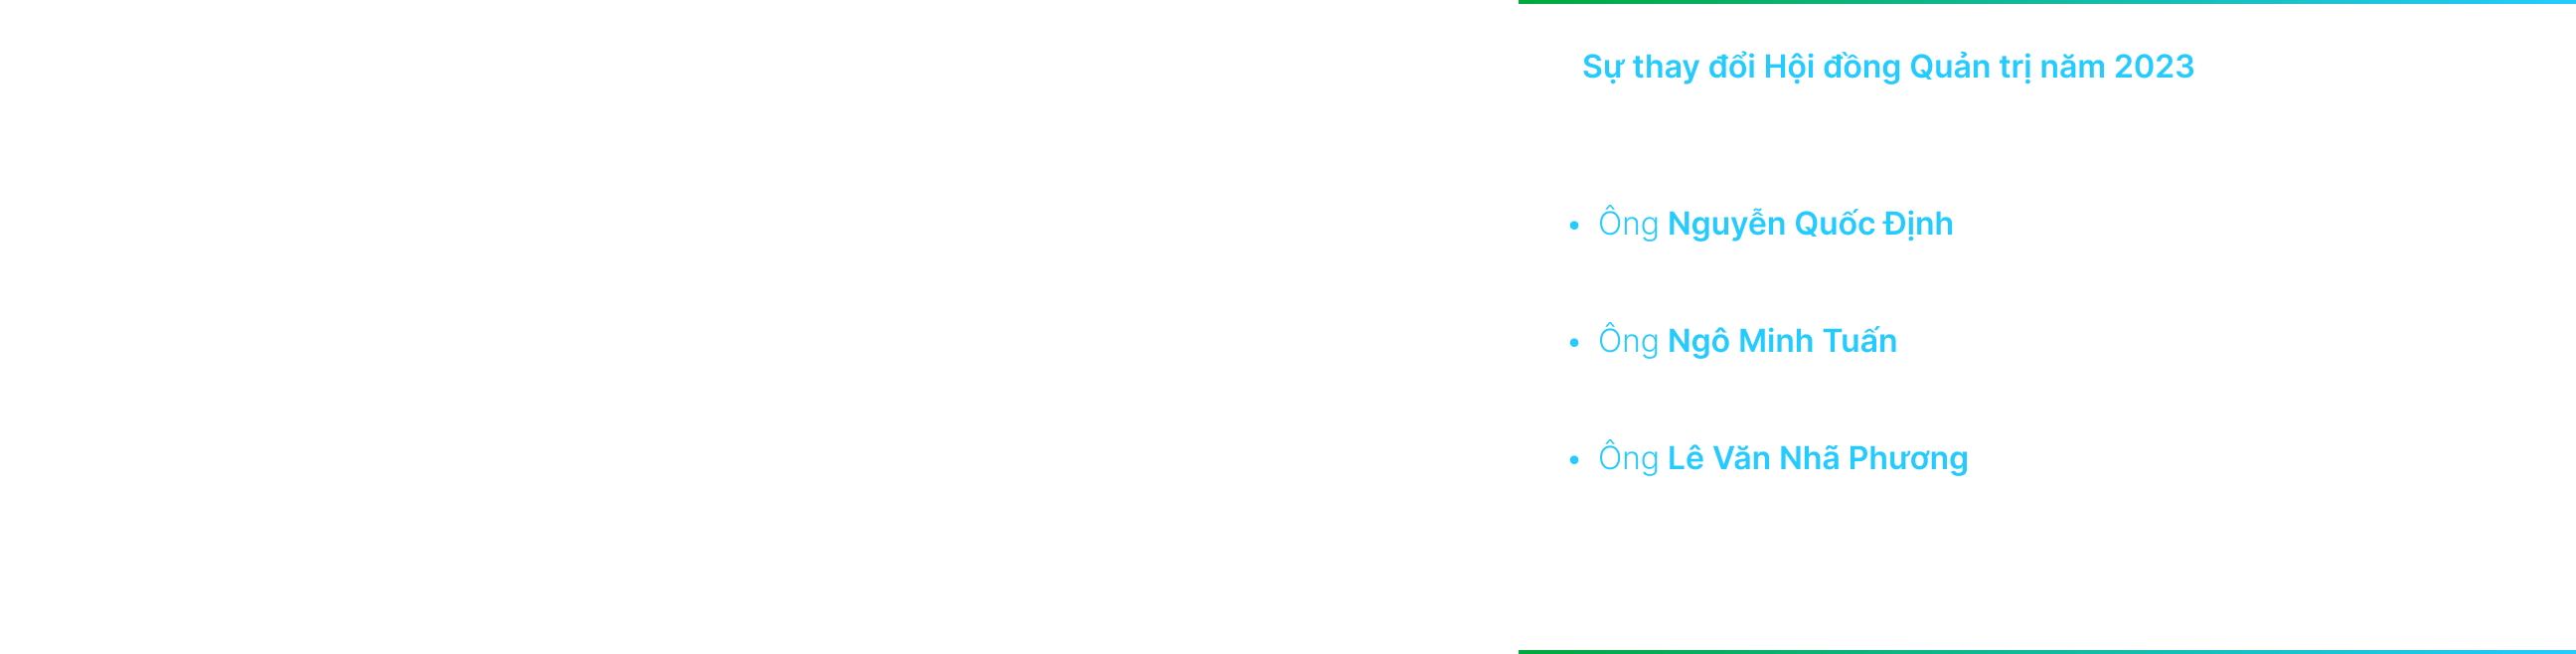 Sự thay đổi Hội đồng Quản trị năm 2023
• Ông Nguyễn Quốc Định
• Ông Ngô Minh Tuấn
• Ông Lê Văn Nhã Phương